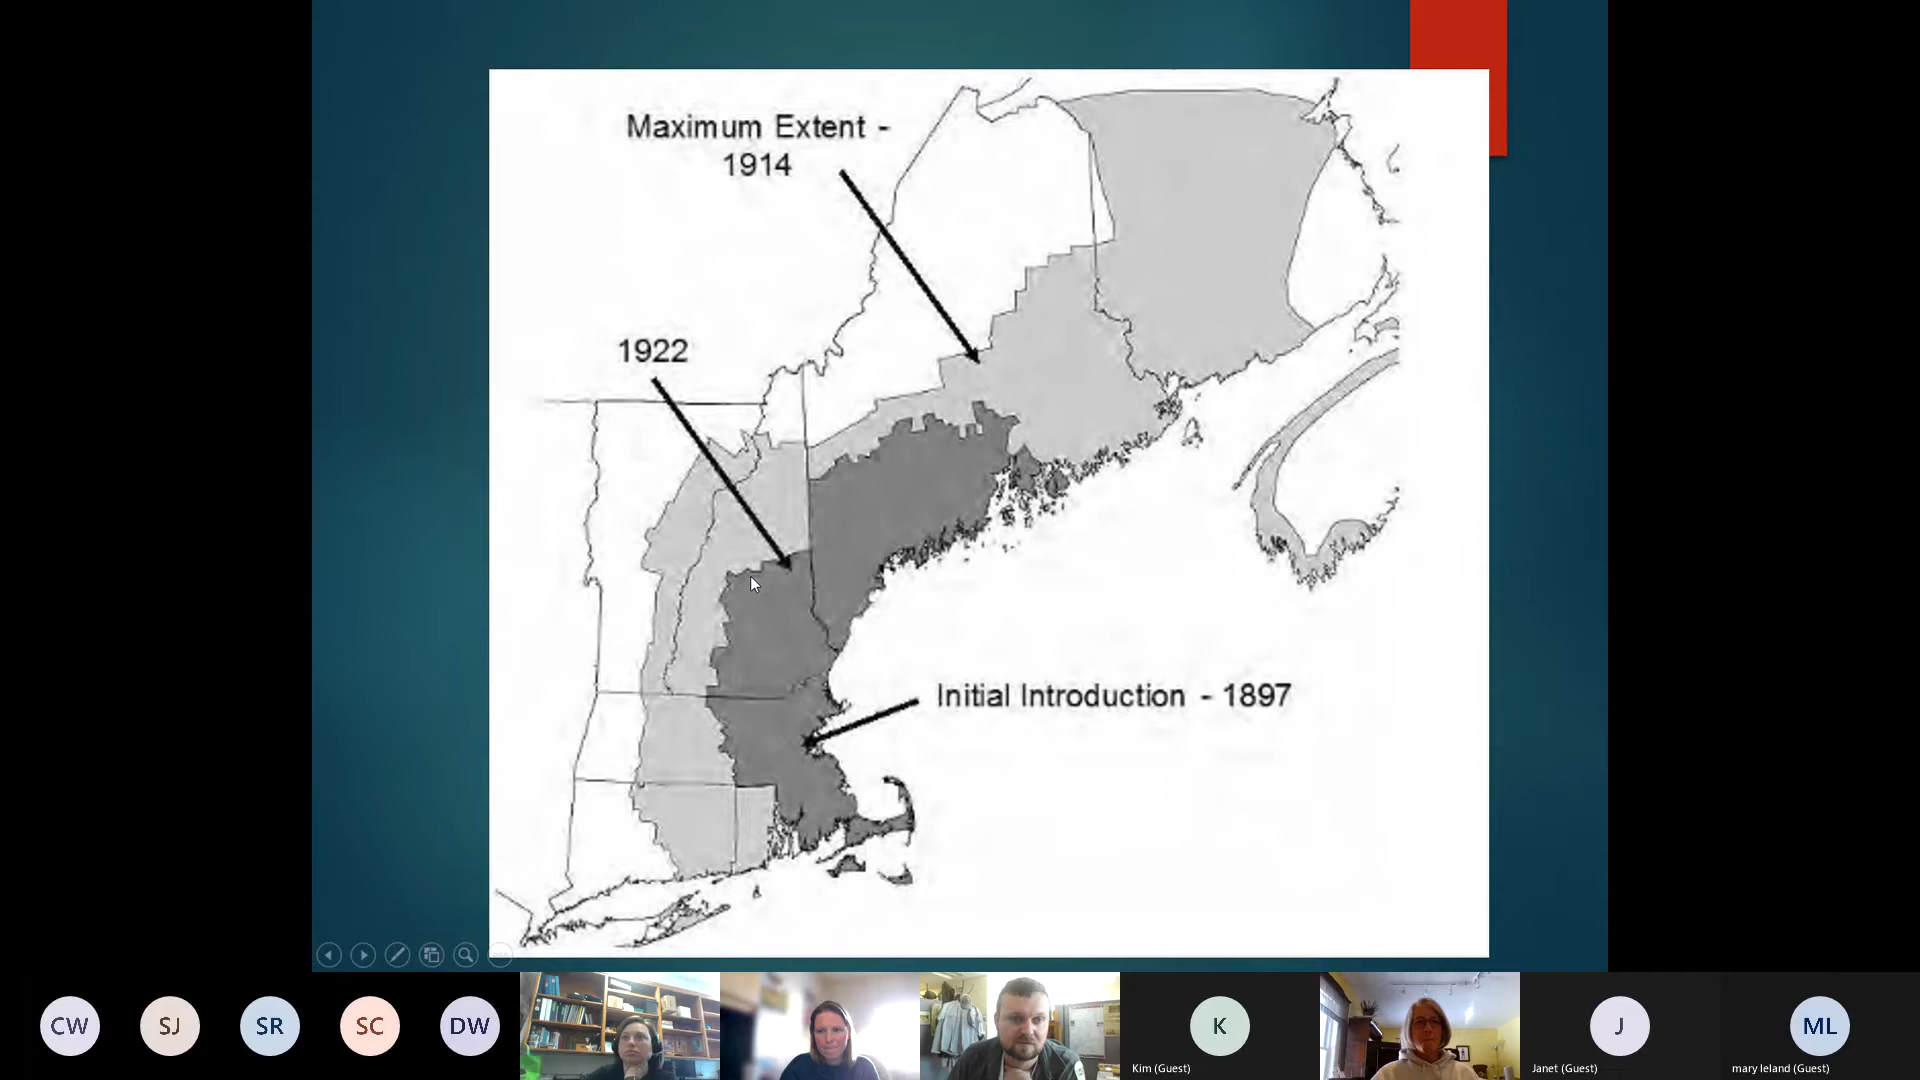 Maximum Extent -
1914
1922
Initial Introduction - 1897
CW
SJ
SR
SC
DW
K
Kim (Guest)
J
Janet (Guest)
ML
mary leland (Guest)